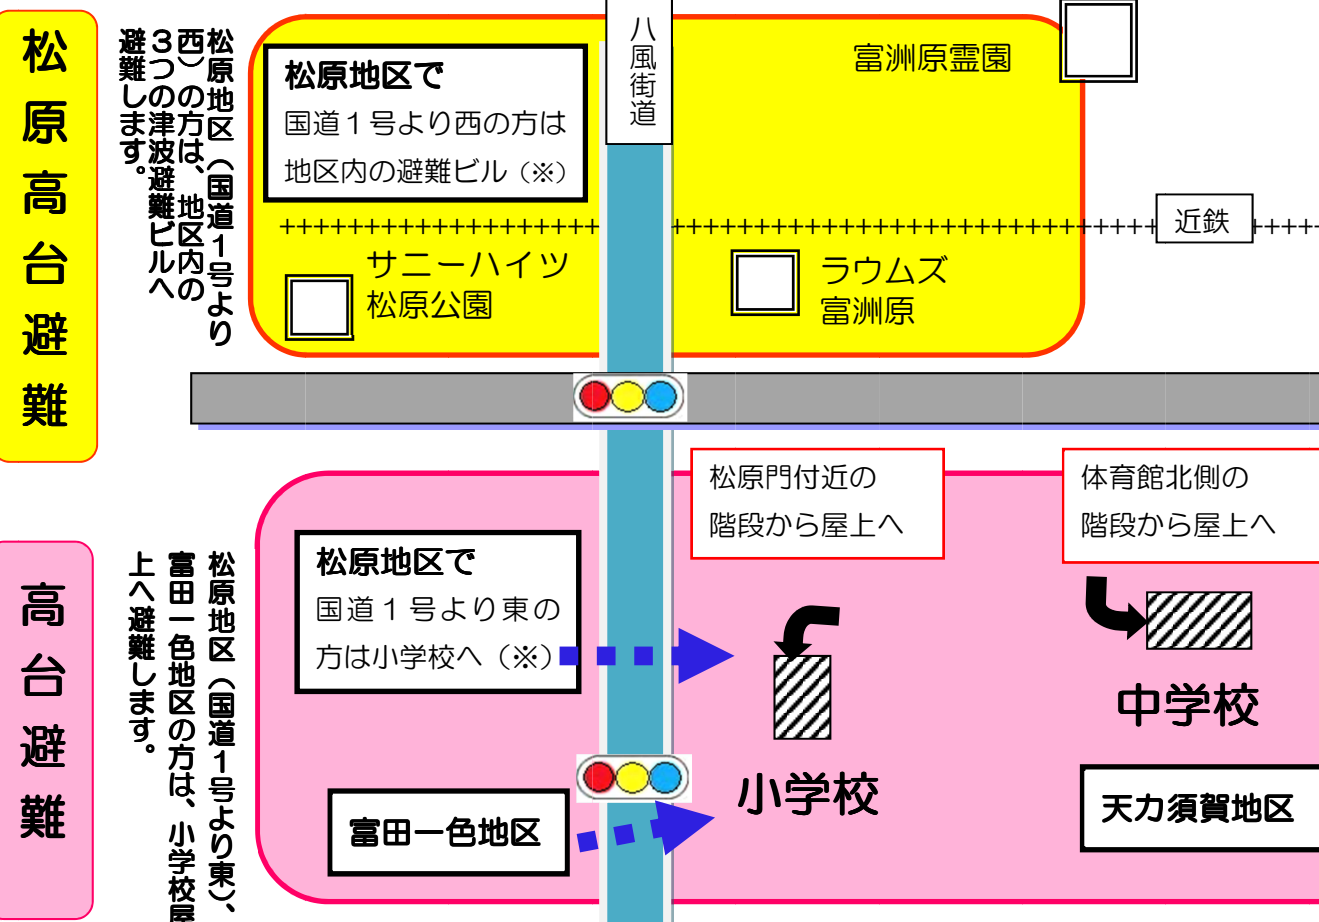 松原高台避難
松原地区（国道１号より
西）の方は、地区内の
３つの津波避難ビルへ
避難します。
松原地区で
国道１号より西の方は
地区内の避難ビル（※）
八風街道
富洲原霊園
近鉄
サニーハイツ
松原公園
ラウムズ
富洲原
高台避難
松原地区（国道１号より東）、
富田一色地区の方は、小学校屋
上へ避難します。
松原地区で
国道１号より東の
方は小学校へ（※）
松原門付近の
階段から屋上へ
体育館北側の
階段から屋上へ
小学校
中学校
富田一色地区
天力須賀地区